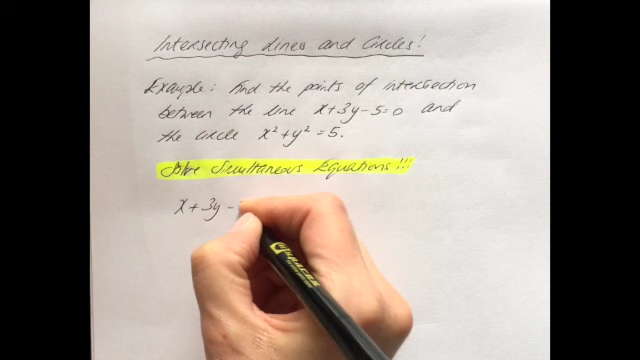 Intersecting Lines and Circles!
Example: Find the points of intersection
between the line x+3y-5=0 and
the circle x²+y²=5.
Solve Simultaneous Equations!!!
x+3y-